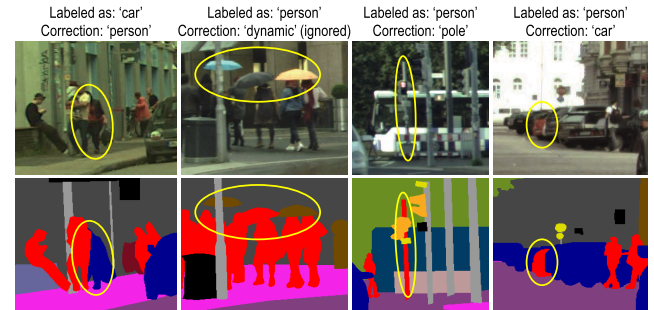 Labeled as: ‘car’
Correction: ‘person’
Labeled as: ‘person’
Correction: ‘dynamic’ (ignored)
Labeled as: ‘person’
Correction: ‘pole’
Labeled as: ‘person’
Correction: ‘car’